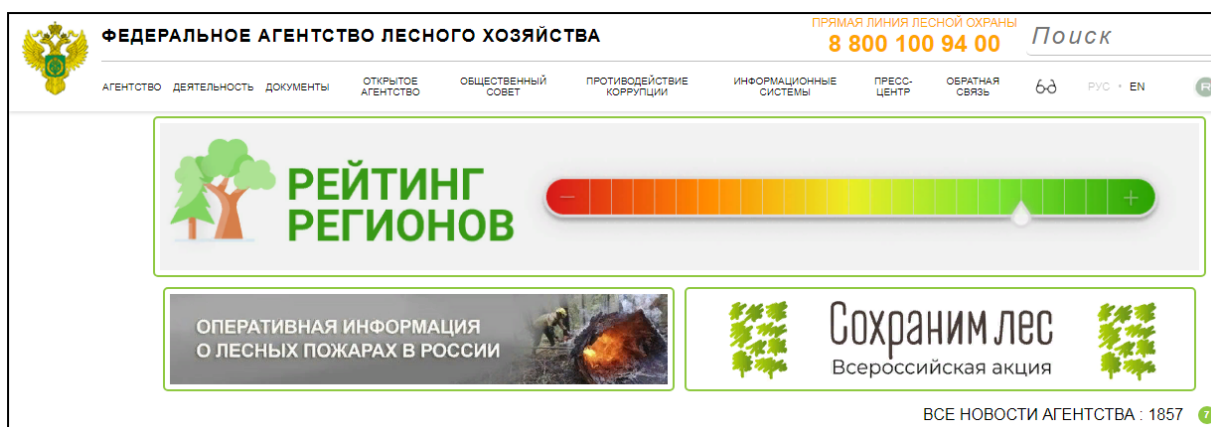 ФЕДЕРАЛЬНОЕ АГЕНТСТВО ЛЕСНОГО ХОЗЯЙСТВА
ПРЯМАЯ ЛИНИЯ ЛЕСНОЙ ОХРАНЫ
8 800 100 94 00
Поиск
АГЕНТСТВО ДЕЯТЕЛЬНОСТЬ ДОКУМЕНТЫ
ОТКРЫТОЕ
АГЕНТСТВО
ОБЩЕСТВЕННЫЙ
СОВЕТ
ПРОТИВОДЕЙСТВИЕ
КОРРУПЦИИ
ИНФОРМАЦИОННЫЕ
СИСТЕМЫ
ПРЕСС-
ЦЕНТР
ОБРАТНАЯ
СВЯЗЬ
РУС • EN
R
РЕЙТИНГ
РЕГИОНОВ
ОПЕРАТИВНАЯ ИНФОРМАЦИЯ
О ЛЕСНЫХ ПОЖАРАХ В РОССИИ
Сохраним лес
Всероссийская акция
ВСЕ НОВОСТИ АГЕНТСТВА : 1857 7